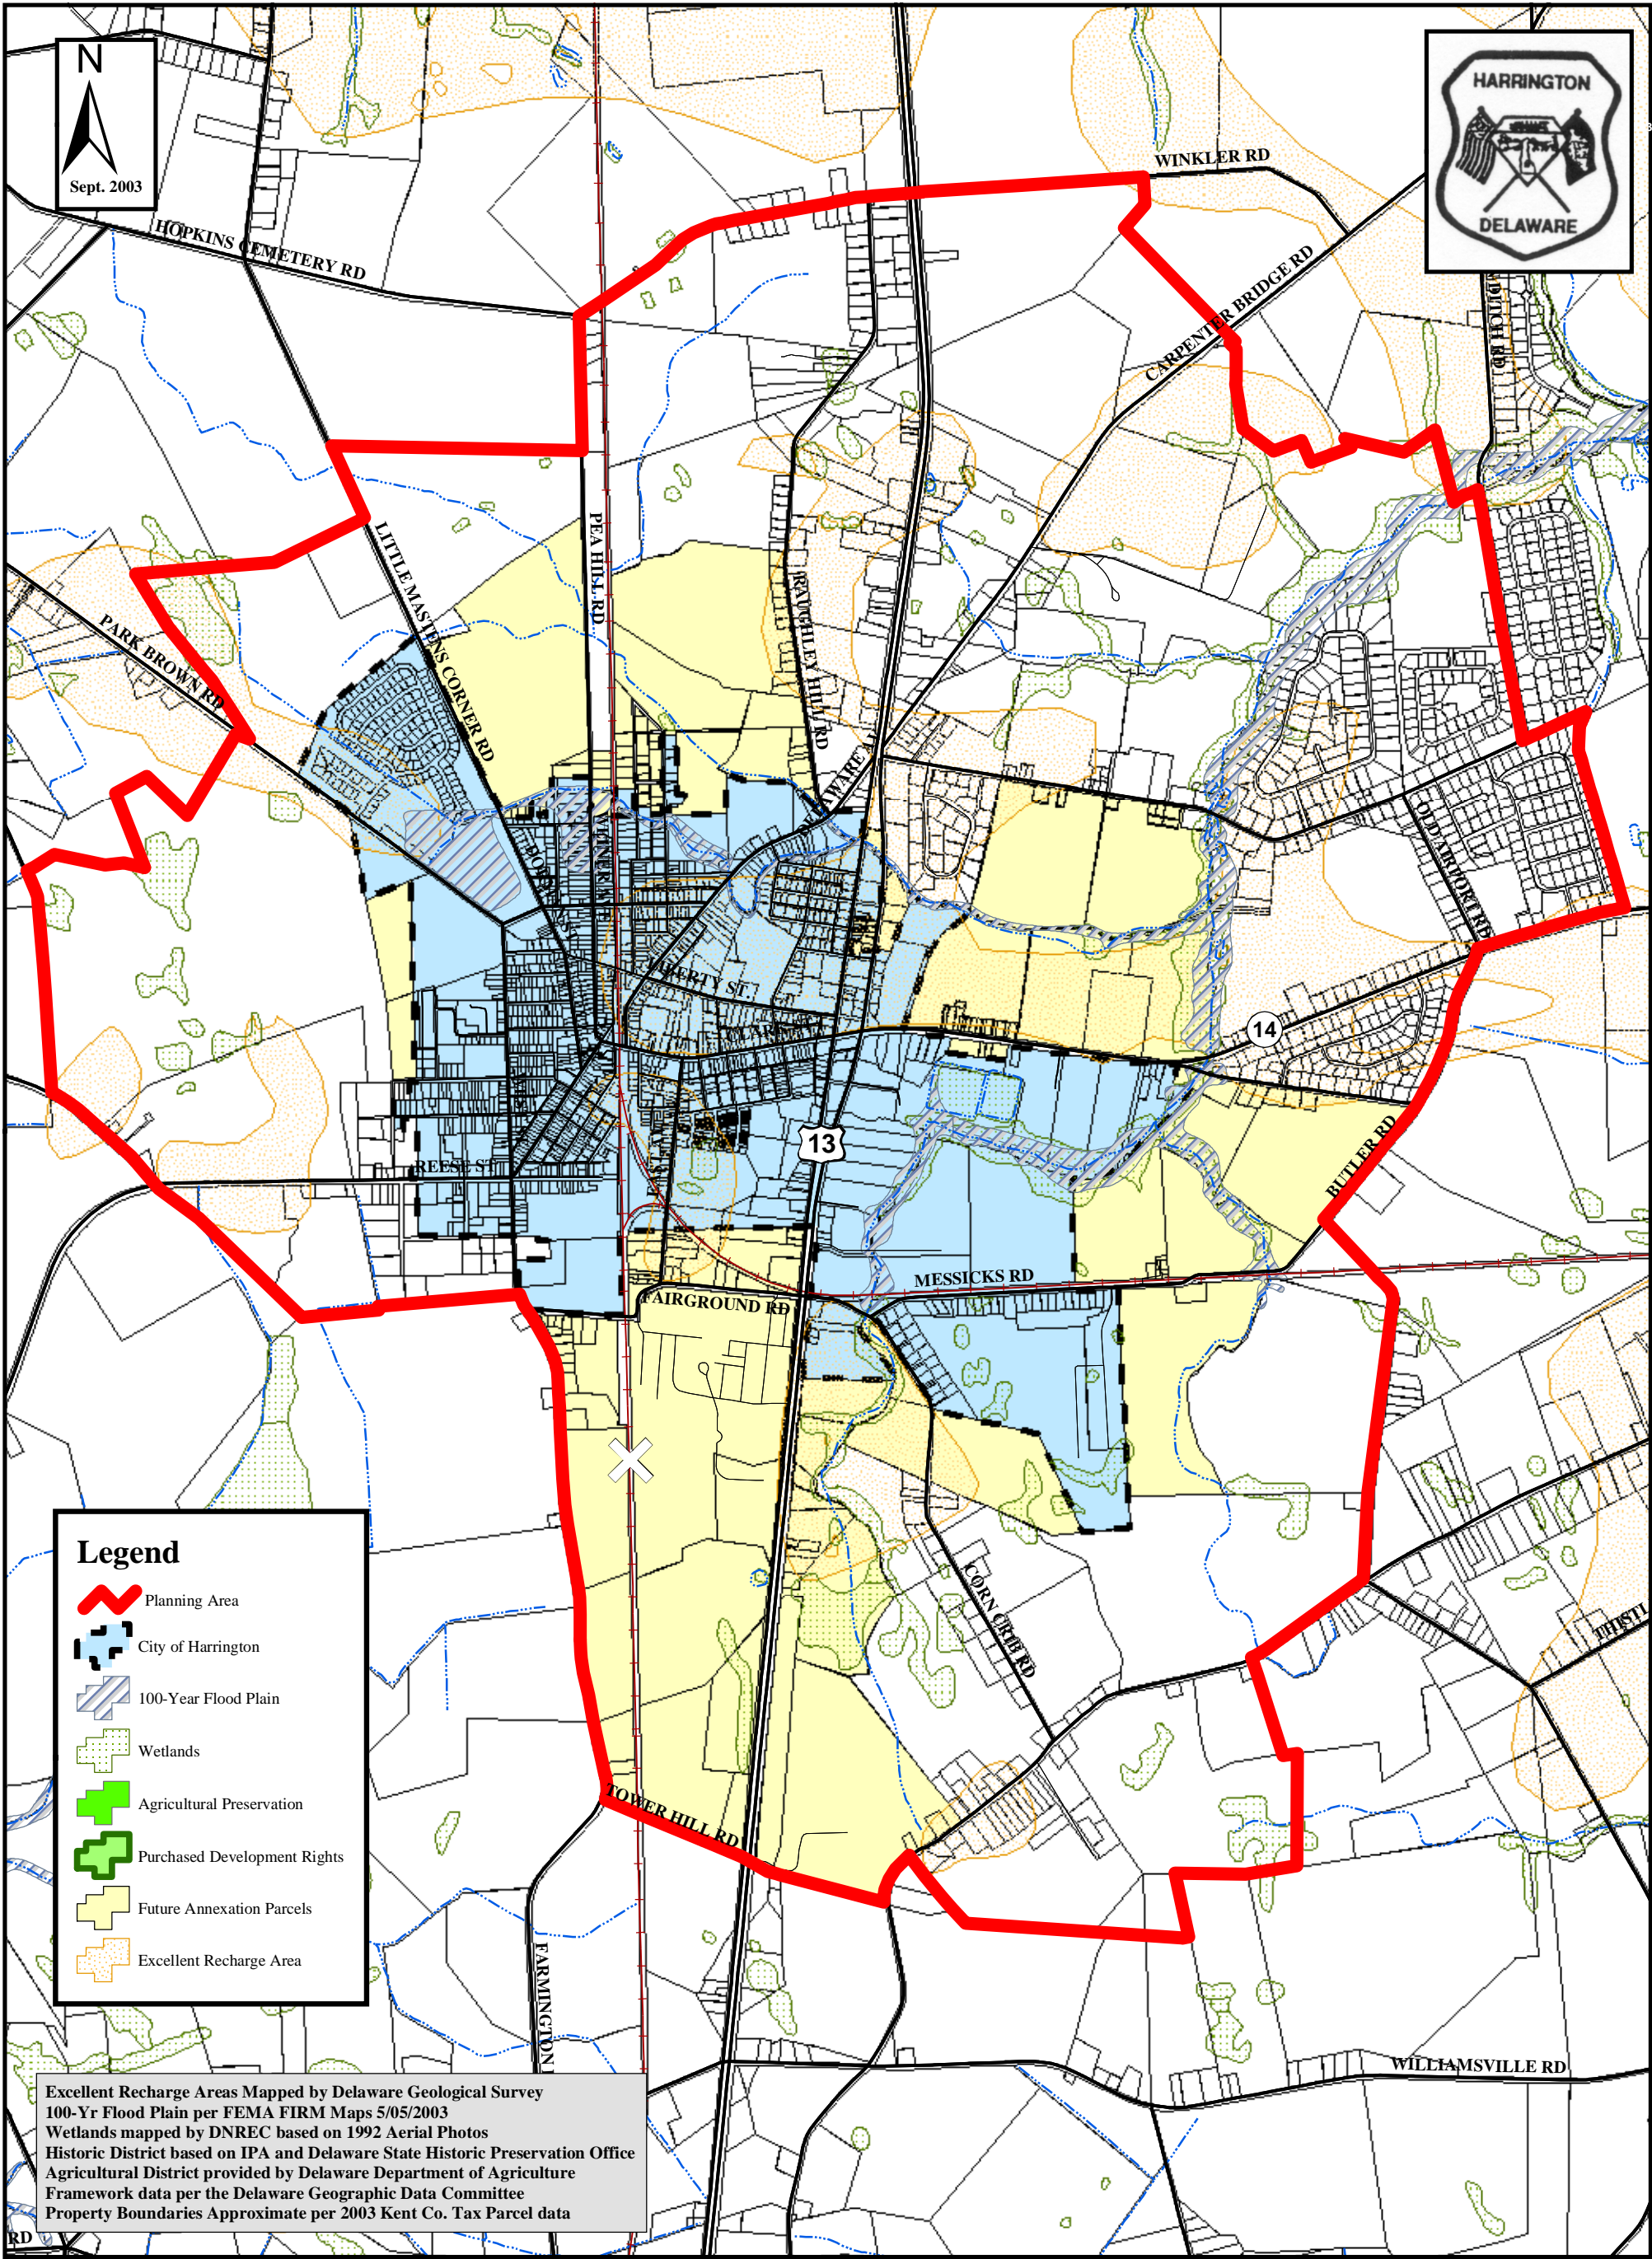 N
Sept. 2003
HARRINGTON
DELAWARE
WINKLER RD
HOPKINS CEMETERY RD
CARPENTER BRIDGE RD
LITTLE MASTENS CORNER RD
PEA HILL RD
RAUGHLEY HILL RD
PARK BROWN RD
OLD AIRPORT RD
LIBERTY ST
CLARK ST
14
13
REESE ST
BUTLER RD
MESSICKS RD
FAIRGROUND RD
CORN CRIB RD
TOWER HILL RD
FARMINGTON
WILLIAMSVILLE RD
RD
Legend
Planning Area
City of Harrington
100-Year Flood Plain
Wetlands
Agricultural Preservation
Purchased Development Rights
Future Annexation Parcels
Excellent Recharge Area
Excellent Recharge Areas Mapped by Delaware Geological Survey
100-Yr Flood Plain per FEMA FIRM Maps 5/05/2003
Wetlands mapped by DNREC based on 1992 Aerial Photos
Historic District based on IPA and Delaware State Historic Preservation Office
Agricultural District provided by Delaware Department of Agriculture
Framework data per the Delaware Geographic Data Committee
Property Boundaries Approximate per 2003 Kent Co. Tax Parcel data